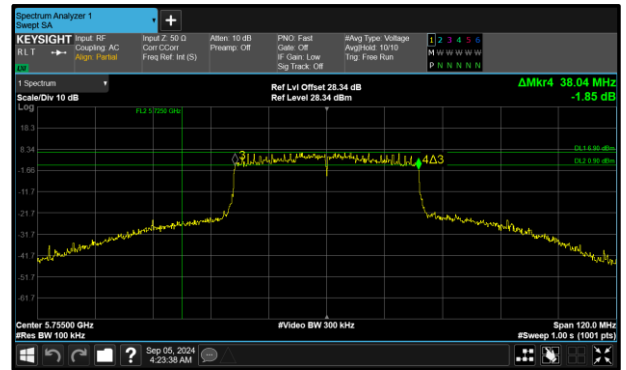 Spectrum Analyzer 1
Swept SA
+
KEYSIGHT
RLT
LW
Input: RF
Coupling: AC
Align: Partial
Input Z: 50 Ω
Corr CCorr
Freq Ref: Int (S)
Atten: 10 dB
Preamp: Off
PNO: Fast
Gate: Off
IF Gain: Low
Sig Track: Off
#Avg Type: Voltage
Avg|Hold: 10/10
Trig: Free Run
1 2 3 4 5 6
M W W W W W
P N N N N N
1 Spectrum
Scale/Div 10 dB
Log
Ref Lvl Offset 28.34 dB
Ref Level 28.34 dBm
ΔMkr4 38.04 MHz
-1.85 dB
FL2 5.7250 GHz
18.3
8.34
-1.66
-11.7
-21.7
-31.7
-41.7
-51.7
-61.7
3
4Δ3
DL1 6.90 dBm
DL2 0.90 dBm
Center 5.75500 GHz
#Res BW 100 kHz
#Video BW 300 kHz
Span 120.0 MHz
#Sweep 1.00 s (1001 pts)
?
Sep 05, 2024
4:23:38 AM